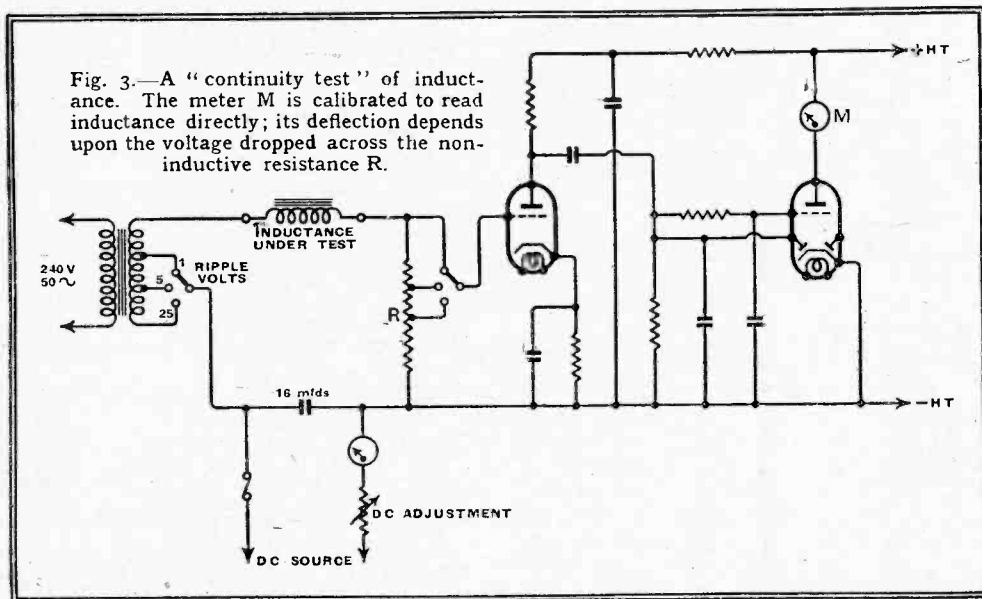 Fig. 3.—A “continuity test” of induct-
ance. The meter M is calibrated to read
inductance directly; its deflection depends
upon the voltage dropped across the non-
inductive resistance R.
+HT
M
INDUCTANCE
UNDER TEST
240V
50~
1
5
25
RIPPLE
VOLTS
R
16 mfds
-HT
DC ADJUSTMENT
DC SOURCE